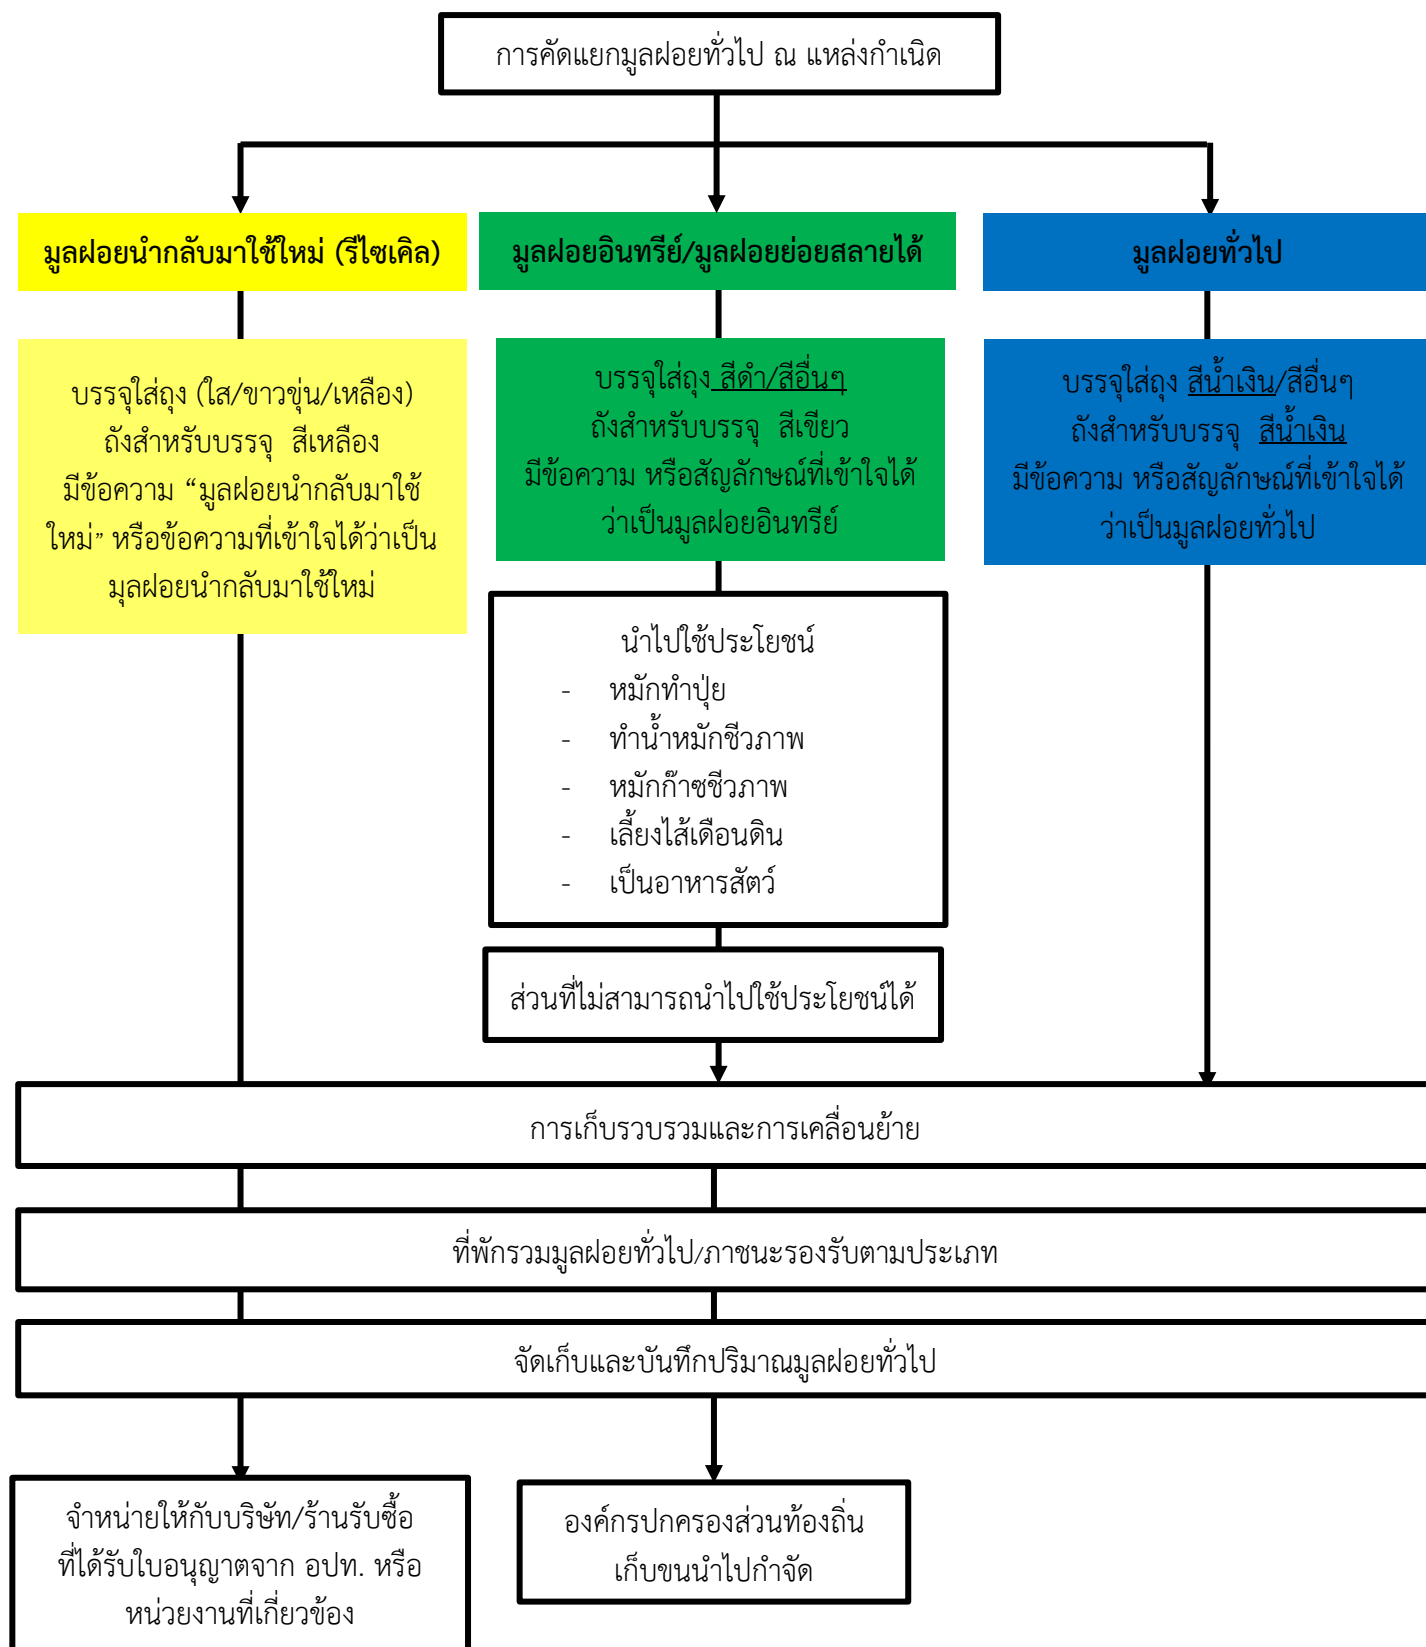 การคัดแยกมูลฝอยทั่วไป ณ แหล่งกำเนิด
มูลฝอยนำกลับมาใช้ใหม่ (รีไซเคิล)
มูลฝอยอินทรีย์/มูลฝอยย่อยสลายได้
มูลฝอยทั่วไป
บรรจุใส่ถุง (ใส/ขาวขุ่น/เหลือง)
ถังสำหรับบรรจุ สีเหลือง
มีข้อความ “มูลฝอยนำกลับมาใช้
ใหม่” หรือข้อความที่เข้าใจได้ว่าเป็น
มุลฝอยนำกลับมาใช้ใหม่
บรรจุใส่ถุง สีดำ/สีอื่นๆ
ถังสำหรับบรรจุ สีเขียว
มีข้อความ หรือสัญลักษณ์ที่เข้าใจได้
ว่าเป็นมูลฝอยอินทรีย์
บรรจุใส่ถุง สีน้ำเงิน/สีอื่นๆ
ถังสำหรับบรรจุ สีน้ำเงิน
มีข้อความ หรือสัญลักษณ์ที่เข้าใจได้
ว่าเป็นมูลฝอยทั่วไป
นำไปใช้ประโยชน์
- หมักทำปุ๋ย
- ทำน้ำหมักชีวภาพ
- หมักก๊าซชีวภาพ
- เลี้ยงไส้เดือนดิน
- เป็นอาหารสัตว์
ส่วนที่ไม่สามารถนำไปใช้ประโยชน์ได้
การเก็บรวบรวมและการเคลื่อนย้าย
ที่พักรวมมูลฝอยทั่วไป/ภาชนะรองรับตามประเภท
จัดเก็บและบันทึกปริมาณมูลฝอยทั่วไป
จำหน่ายให้กับบริษัท/ร้านรับซื้อ
ที่ได้รับใบอนุญาตจาก อปท. หรือ
หน่วยงานที่เกี่ยวข้อง
องค์กรปกครองส่วนท้องถิ่น
เก็บขนนำไปกำจัด